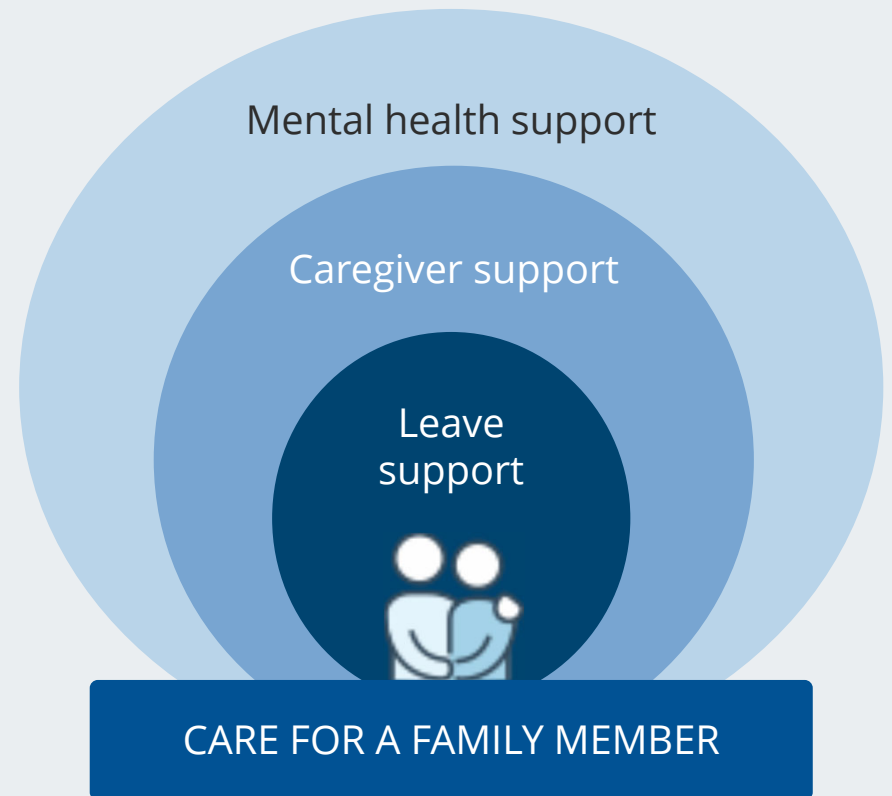 Mental health support
Caregiver support
Leave
support
CARE FOR A FAMILY MEMBER